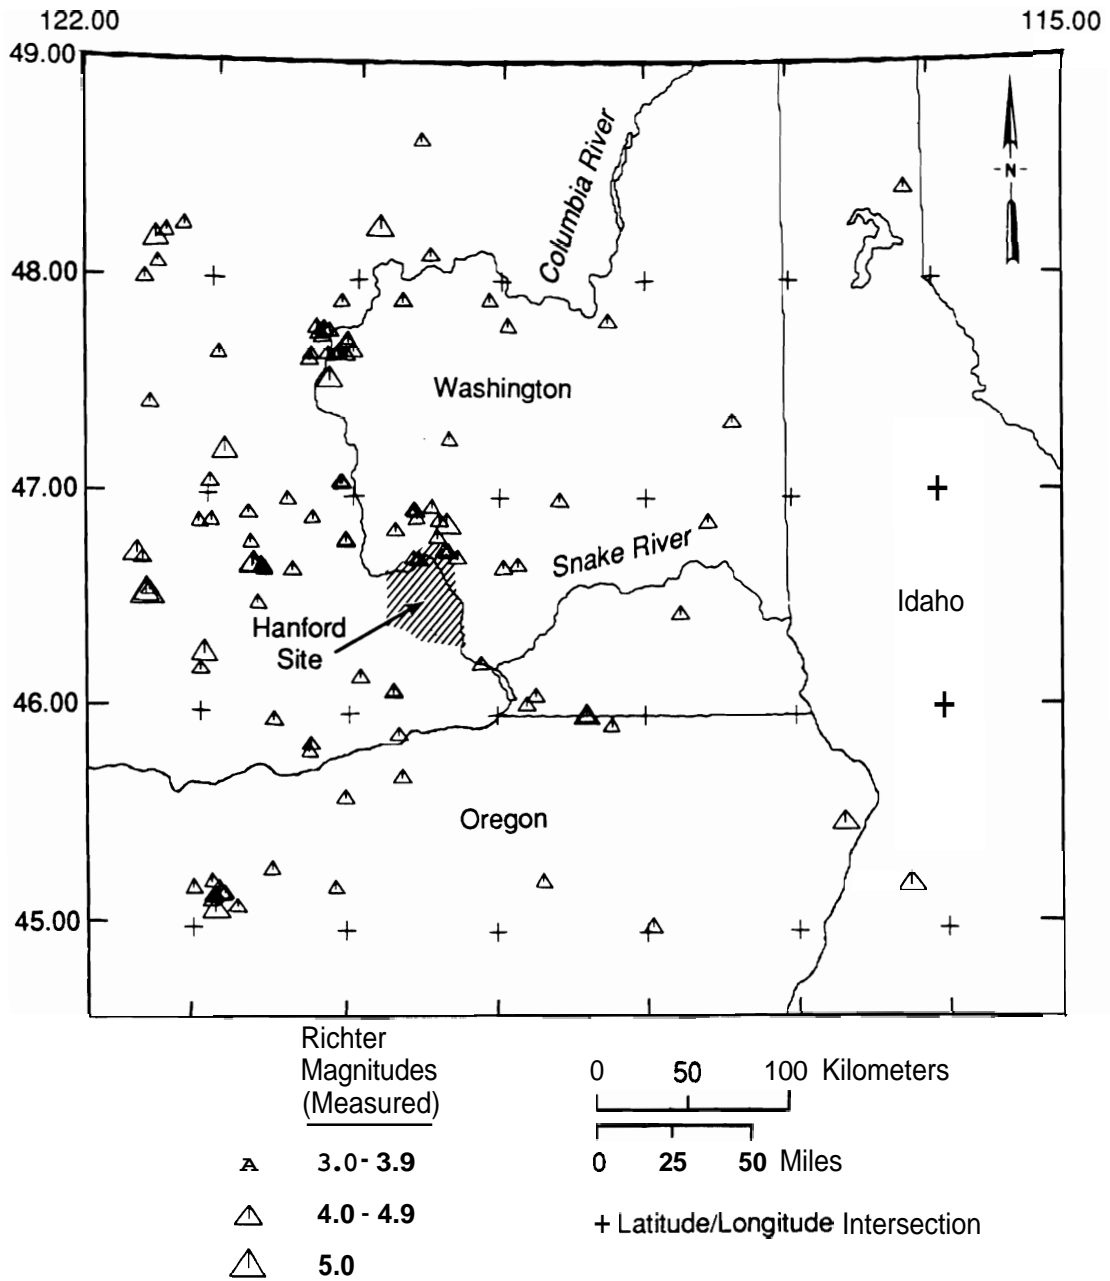 122.00
115.00
49.00
Columbia River
N
48.00
Washington
47.00
Snake River
Idaho
Hanford
Site
46.00
Oregon
45.00
Richter
Magnitudes
(Measured)
3.0 - 3.9
4.0 - 4.9
5.0
0 50 100 Kilometers
0 25 50 Miles
+ Latitude/Longitude Intersection